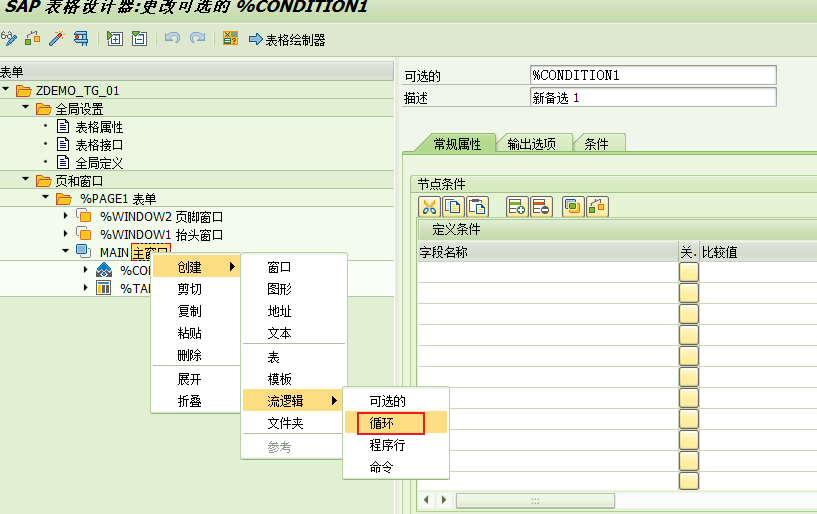 SAP 表格设计器:更改可选的 %CONDITION1
表格绘制器
表单
ZDEMO_TG_01
全局设置
表格属性
表格接口
全局定义
页和窗口
%PAGE1 表单
%WINDOW2 页脚窗口
%WINDOW1 抬头窗口
MAIN 主窗口
%CO
%TA
创建
剪切
复制
粘贴
删除
展开
折叠
窗口
图形
地址
文本
表
模板
流逻辑
文件夹
参考
可选的
循环
程序行
命令
可选的
%CONDITION1
描述
新备选 1
常规属性
输出选项
条件
节点条件
定义条件
字段名称
关.
比较值